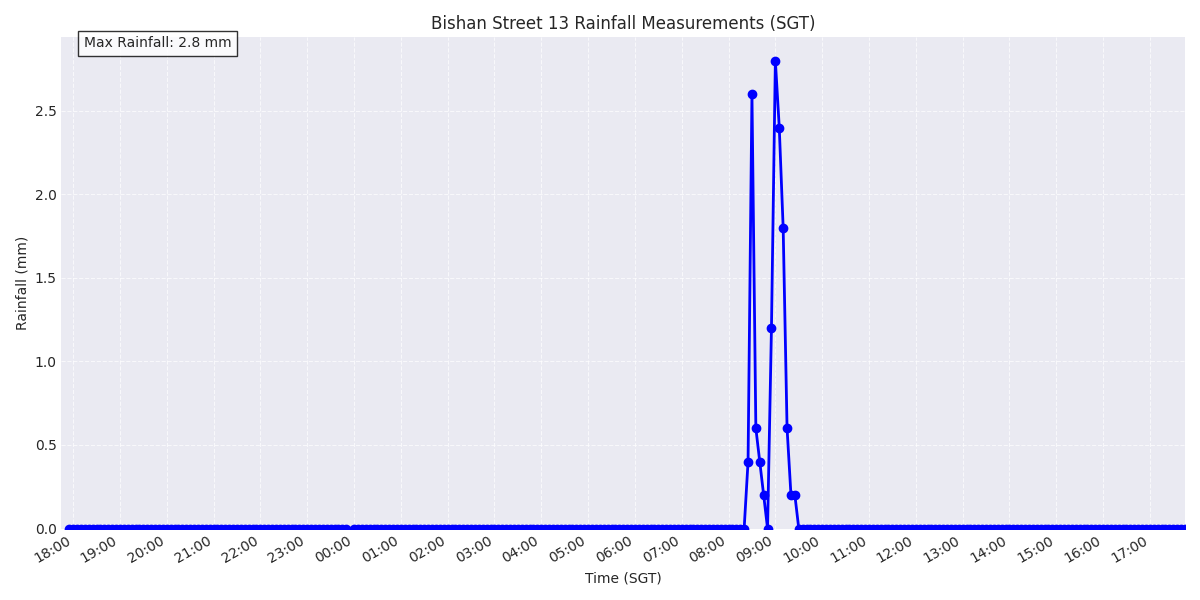 Bishan Street 13 Rainfall Measurements (SGT)
Max Rainfall: 2.8 mm
Rainfall (mm)
2.5
2.0
1.5
1.0
0.5
0.0
18:00 19:00 20:00 21:00 22:00 23:00 00:00 01:00 02:00 03:00 04:00 05:00 06:00 07:00 08:00 09:00 10:00 11:00 12:00 13:00 14:00 15:00 16:00 17:00
Time (SGT)